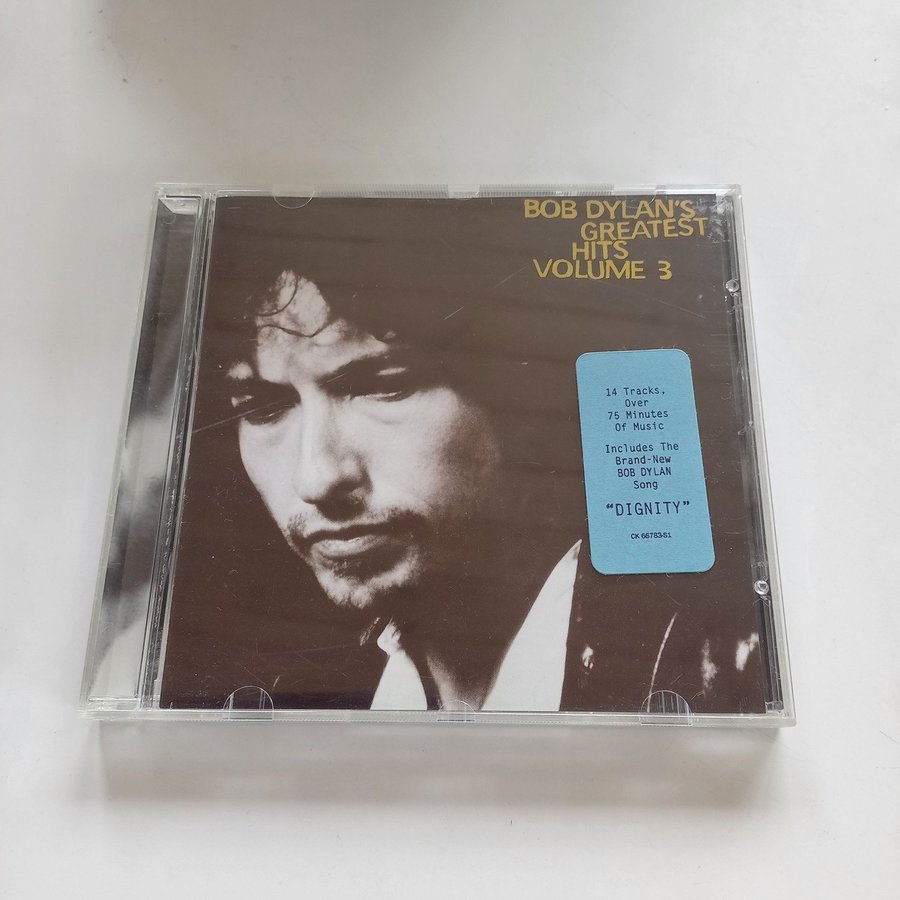 BOB DYLAN'S
GREATEST
HITS
VOLUME 3
14 Tracks,
Over
75 Minutes
Of Music
Includes The
Brand-New
BOB DYLAN
Song
“DIGNITY”
CK 66783-S1